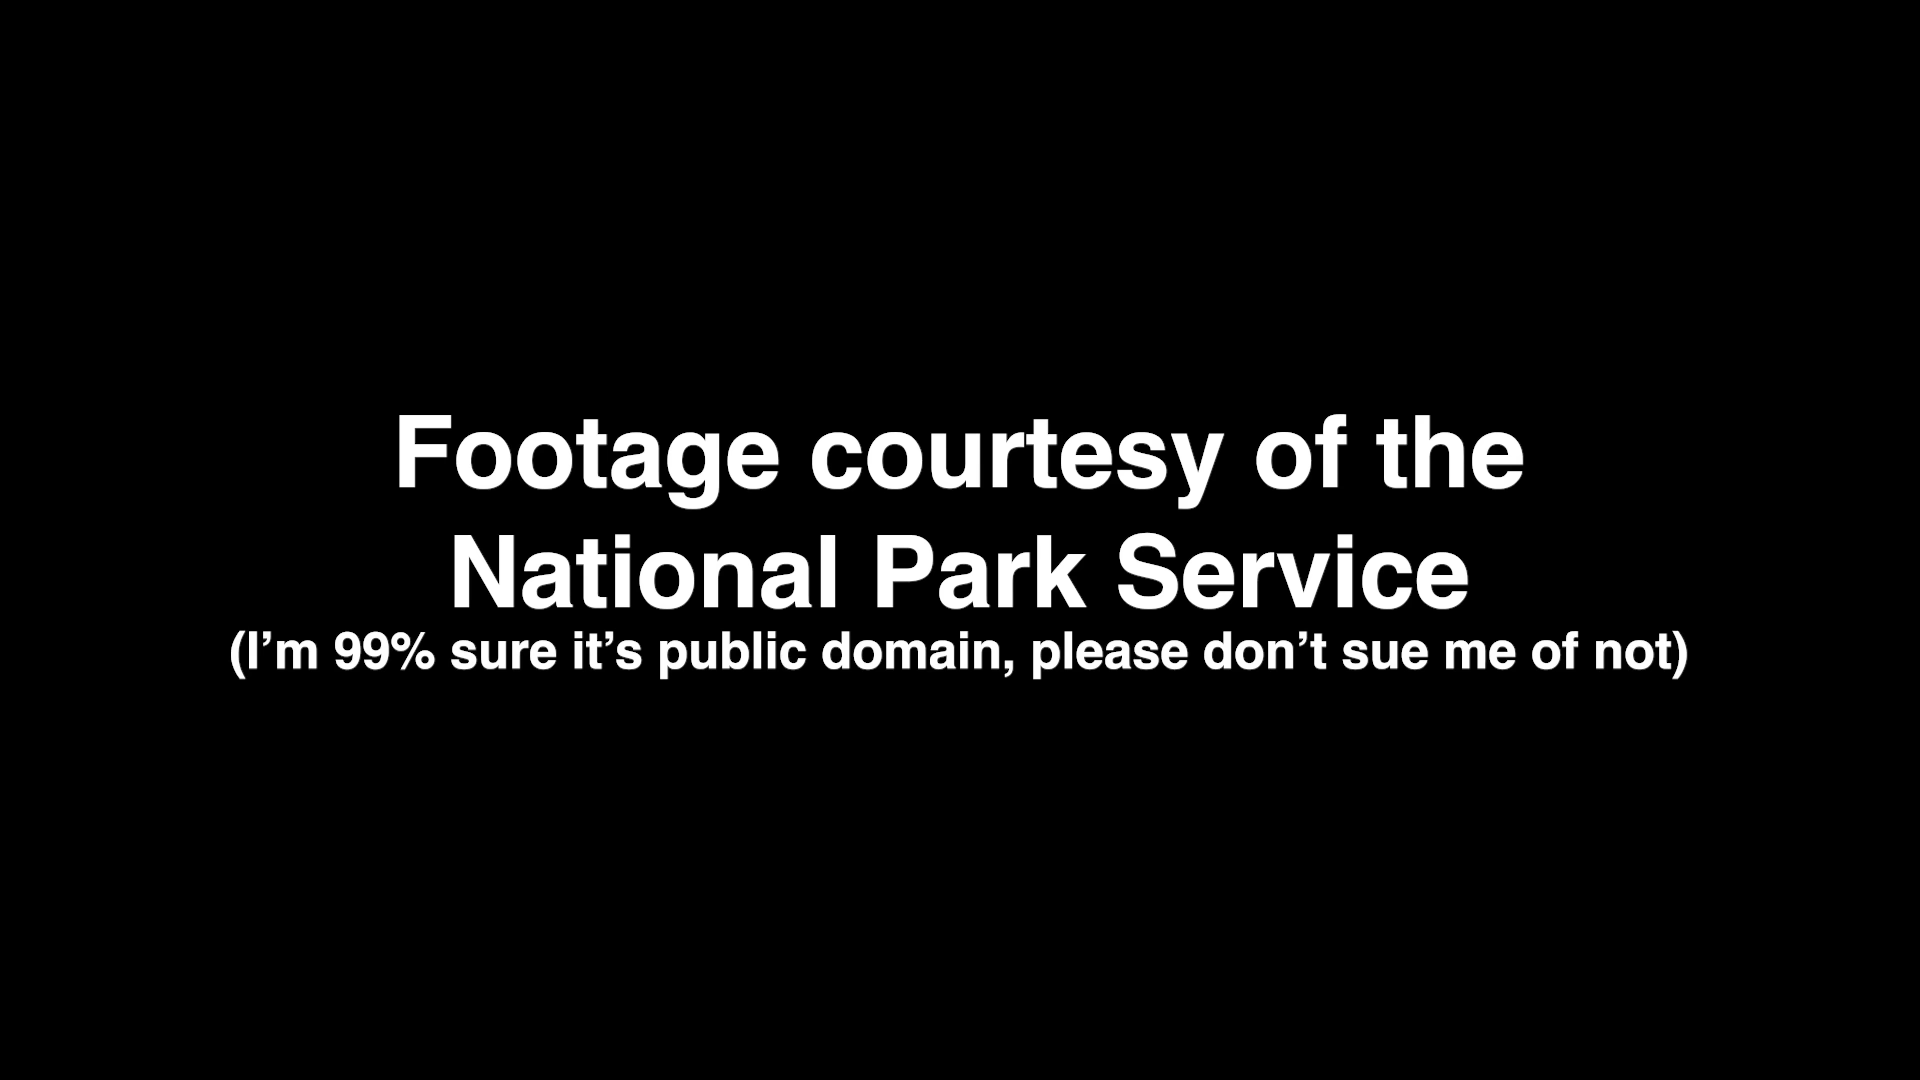 Footage courtesy of the
National Park Service
(I’m 99% sure it’s public domain, please don’t sue me of not)